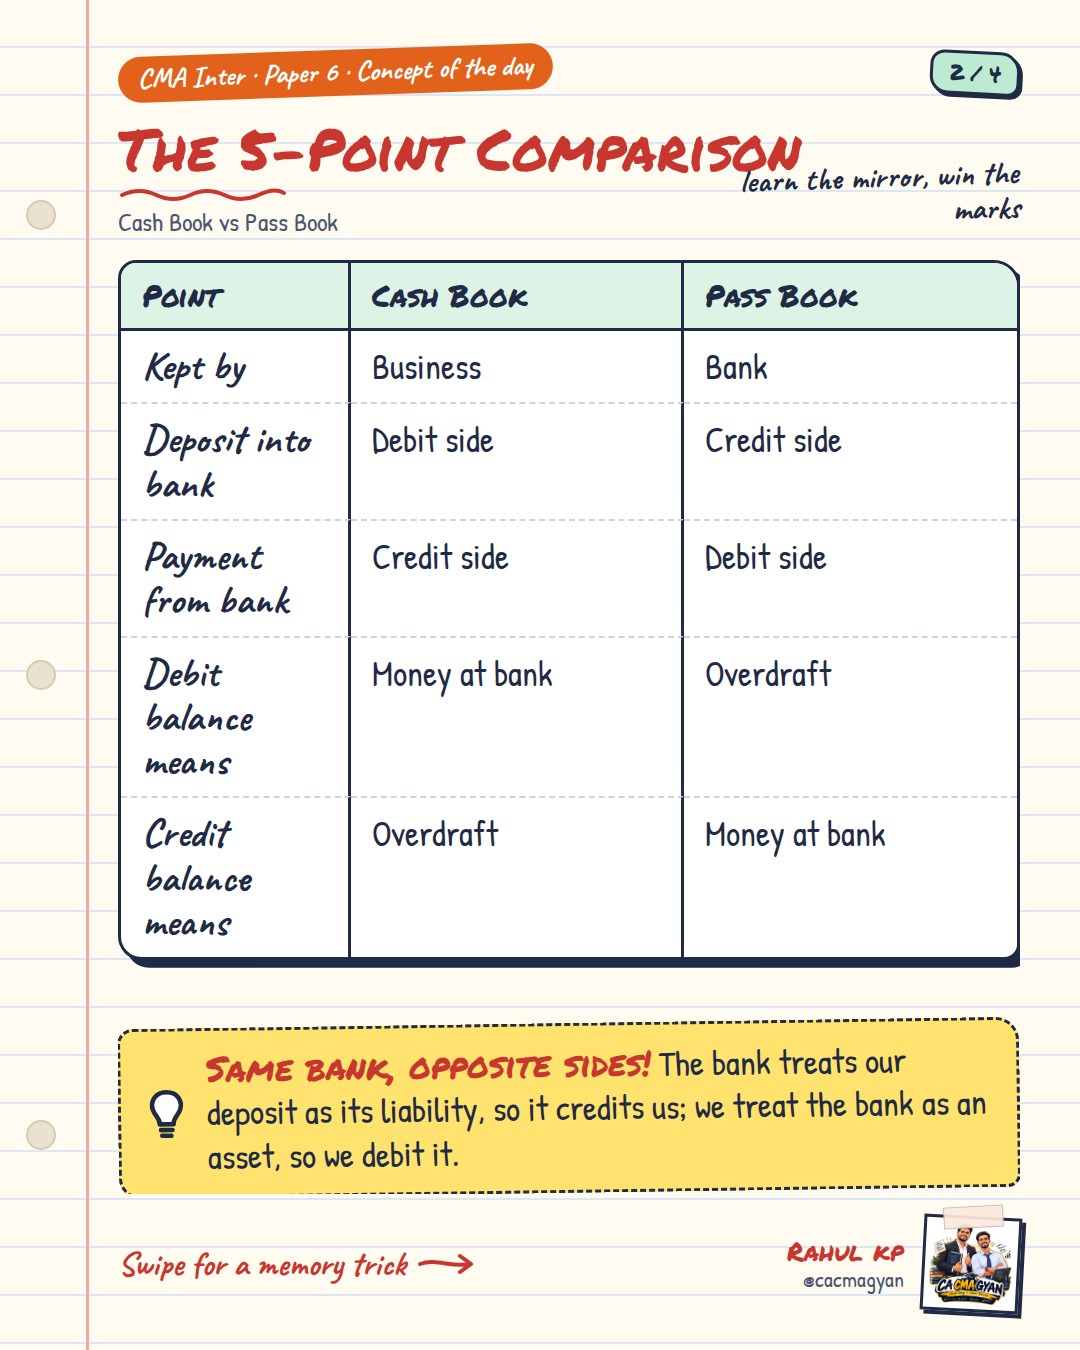 CMA Inter · Paper 6 · Concept of the day
2 / 4
The 5-Point Comparison
learn the mirror, win the
marks
Cash Book vs Pass Book
Point Cash Book Pass Book
Kept by Business Bank
Deposit into Debit side Credit side
bank
Payment Credit side Debit side
from bank
Debit Money at bank Overdraft
balance
means
Credit Overdraft Money at bank
balance
means
Same bank, opposite sides! The bank treats our
deposit as its liability, so it credits us; we treat the bank as an
asset, so we debit it.
Swipe for a memory trick
Rahul KP
@cacmagyan
CA CMA GYAN